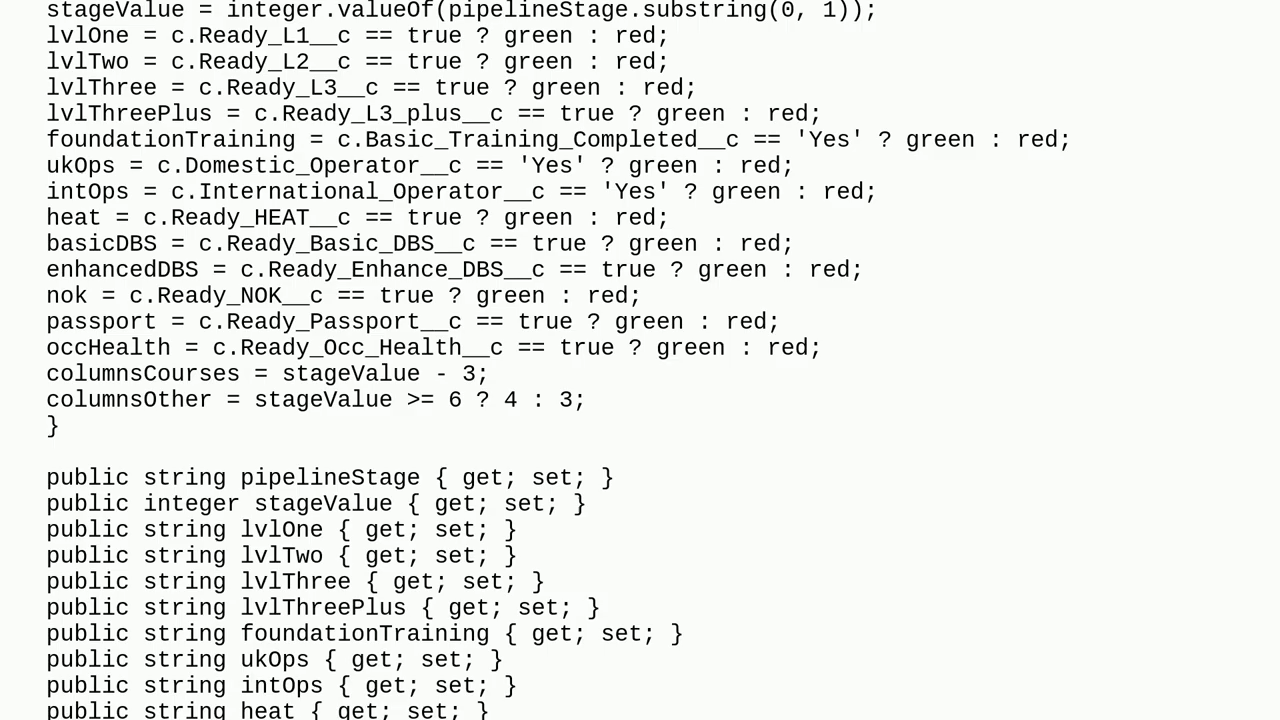 stageValue = integer.valueOf(pipelineStage.substring(0, 1));
lvlOne = c.Ready_L1__c == true ? green : red;
lvlTwo = c.Ready_L2__c == true ? green : red;
lvlThree = c.Ready_L3__c == true ? green : red;
lvlThreePlus = c.Ready_L3_plus__c == true ? green : red;
foundationTraining = c.Basic_Training_Completed__c == 'Yes' ? green : red;
ukOps = c.Domestic_Operator__c == 'Yes' ? green : red;
intOps = c.International_Operator__c == 'Yes' ? green : red;
heat = c.Ready_HEAT__c == true ? green : red;
basicDBS = c.Ready_Basic_DBS__c == true ? green : red;
enhancedDBS = c.Ready_Enhance_DBS__c == true ? green : red;
nok = c.Ready_NOK__c == true ? green : red;
passport = c.Ready_Passport__c == true ? green : red;
occHealth = c.Ready_Occ_Health__c == true ? green : red;
columnsCourses = stageValue - 3;
columnsOther = stageValue >= 6 ? 4 : 3;
}
public string pipelineStage { get; set; }
public integer stageValue { get; set; }
public string lvlOne { get; set; }
public string lvlTwo { get; set; }
public string lvlThree { get; set; }
public string lvlThreePlus { get; set; }
public string foundationTraining { get; set; }
public string ukOps { get; set; }
public string intOps { get; set; }
public string heat { get; set; }